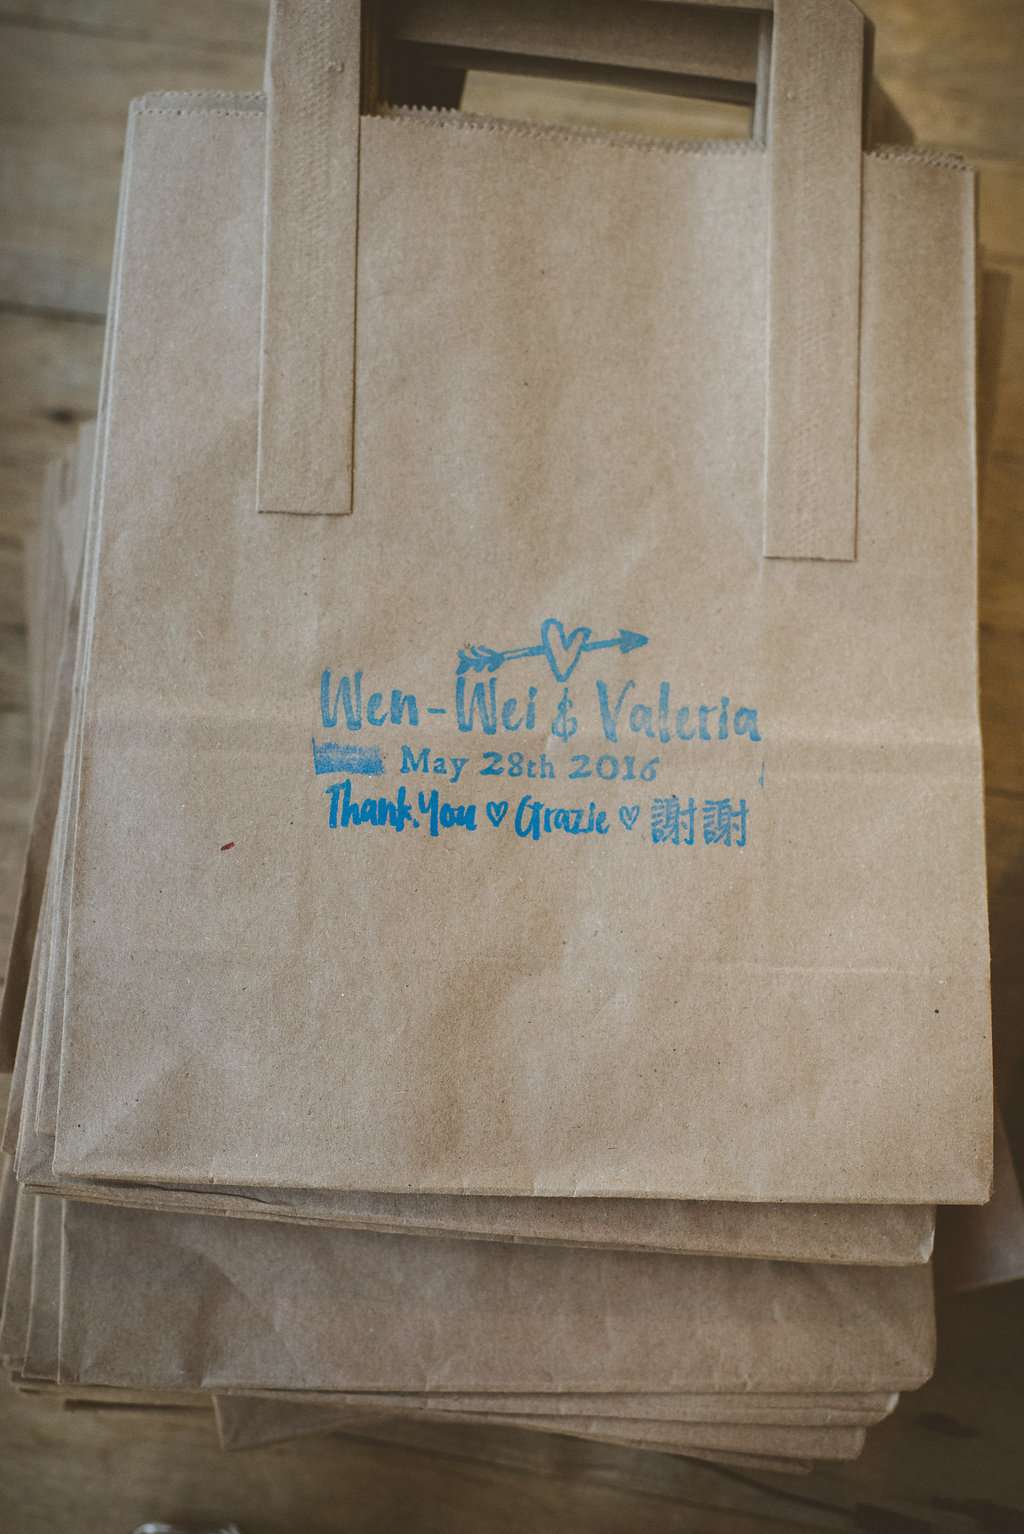 Wen-Wei & Valeria
May 28th 2016
Thank You ♡ Grazie ♡ 謝謝